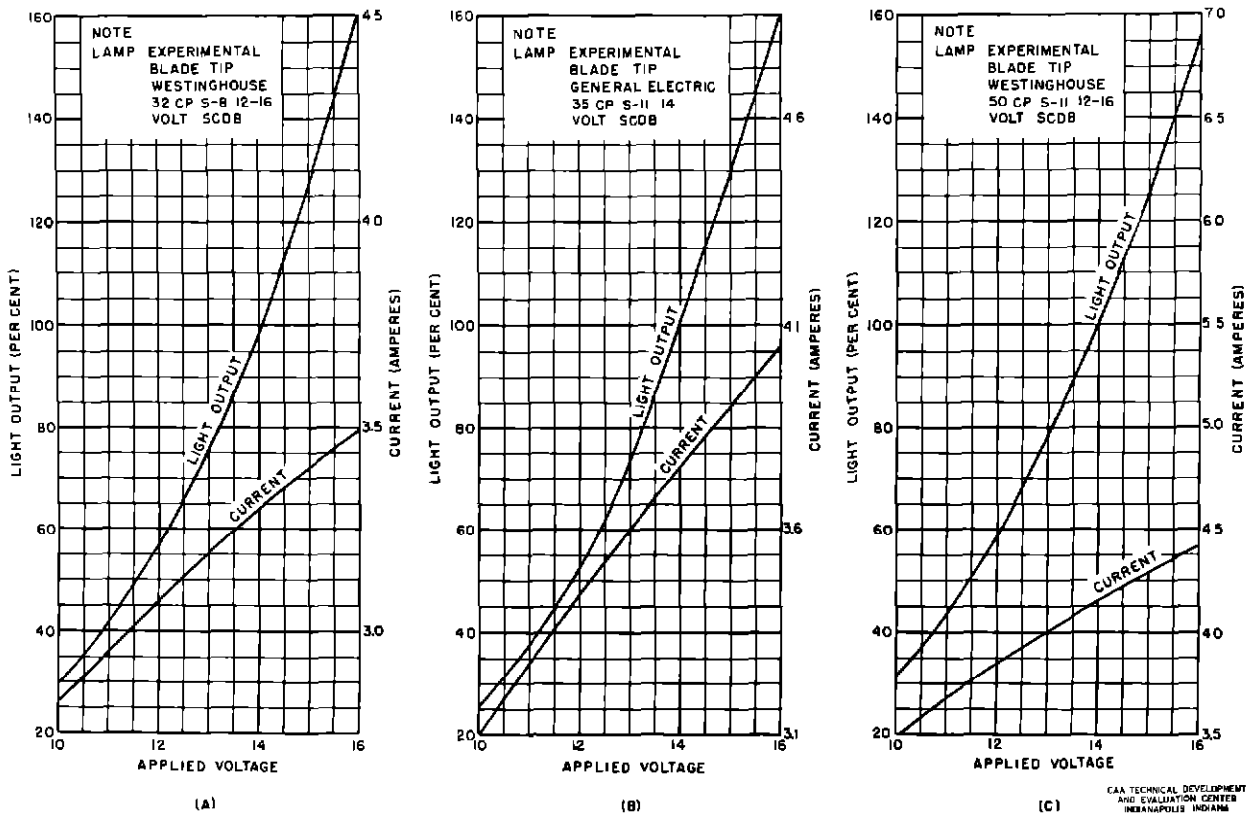 NOTE
LAMP EXPERIMENTAL
BLADE TIP
WESTINGHOUSE
32 CP S-8 12-16
VOLT SCDB
LIGHT OUTPUT (PER CENT)
160
140
120
100
80
60
40
20
LIGHT OUTPUT
CURRENT
4.5
4.0
3.5
3.0
CURRENT (AMPERES)
10 12 14 16
APPLIED VOLTAGE
(A)
NOTE
LAMP EXPERIMENTAL
BLADE TIP
GENERAL ELECTRIC
35 CP S-11 14
VOLT SCDB
LIGHT OUTPUT (PER CENT)
160
140
120
100
80
60
40
20
LIGHT OUTPUT
CURRENT
4.6
4.1
3.6
3.1
CURRENT (AMPERES)
10 12 14 16
APPLIED VOLTAGE
(B)
NOTE
LAMP EXPERIMENTAL
BLADE TIP
WESTINGHOUSE
50 CP S-11 12-16
VOLT SCDB
LIGHT OUTPUT (PER CENT)
160
140
120
100
80
60
40
20
LIGHT OUTPUT
CURRENT
7.0
6.5
6.0
5.5
5.0
4.5
4.0
3.5
CURRENT (AMPERES)
10 12 14 16
APPLIED VOLTAGE
(C)
CAA TECHNICAL DEVELOPMENT
AND EVALUATION CENTER
INDIANAPOLIS INDIANA